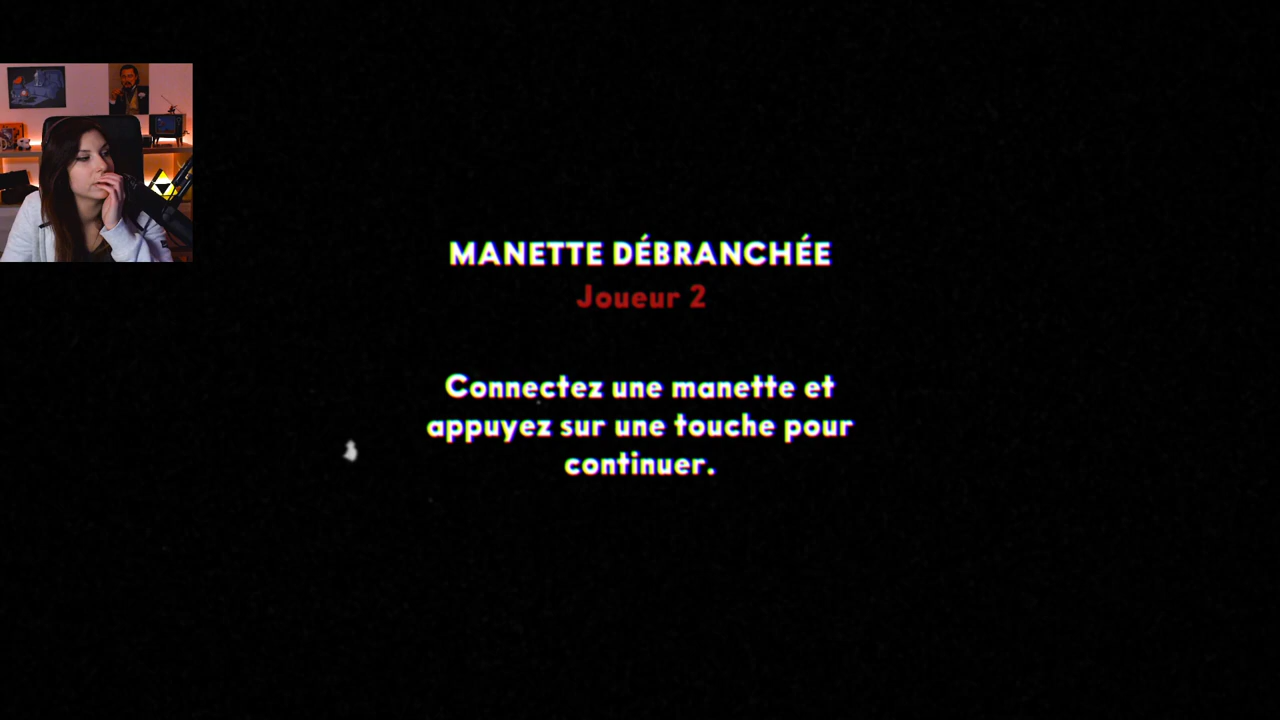 MANETTE DÉBRANCHÉE
Joueur 2
Connectez une manette et
appuyez sur une touche pour
continuer.